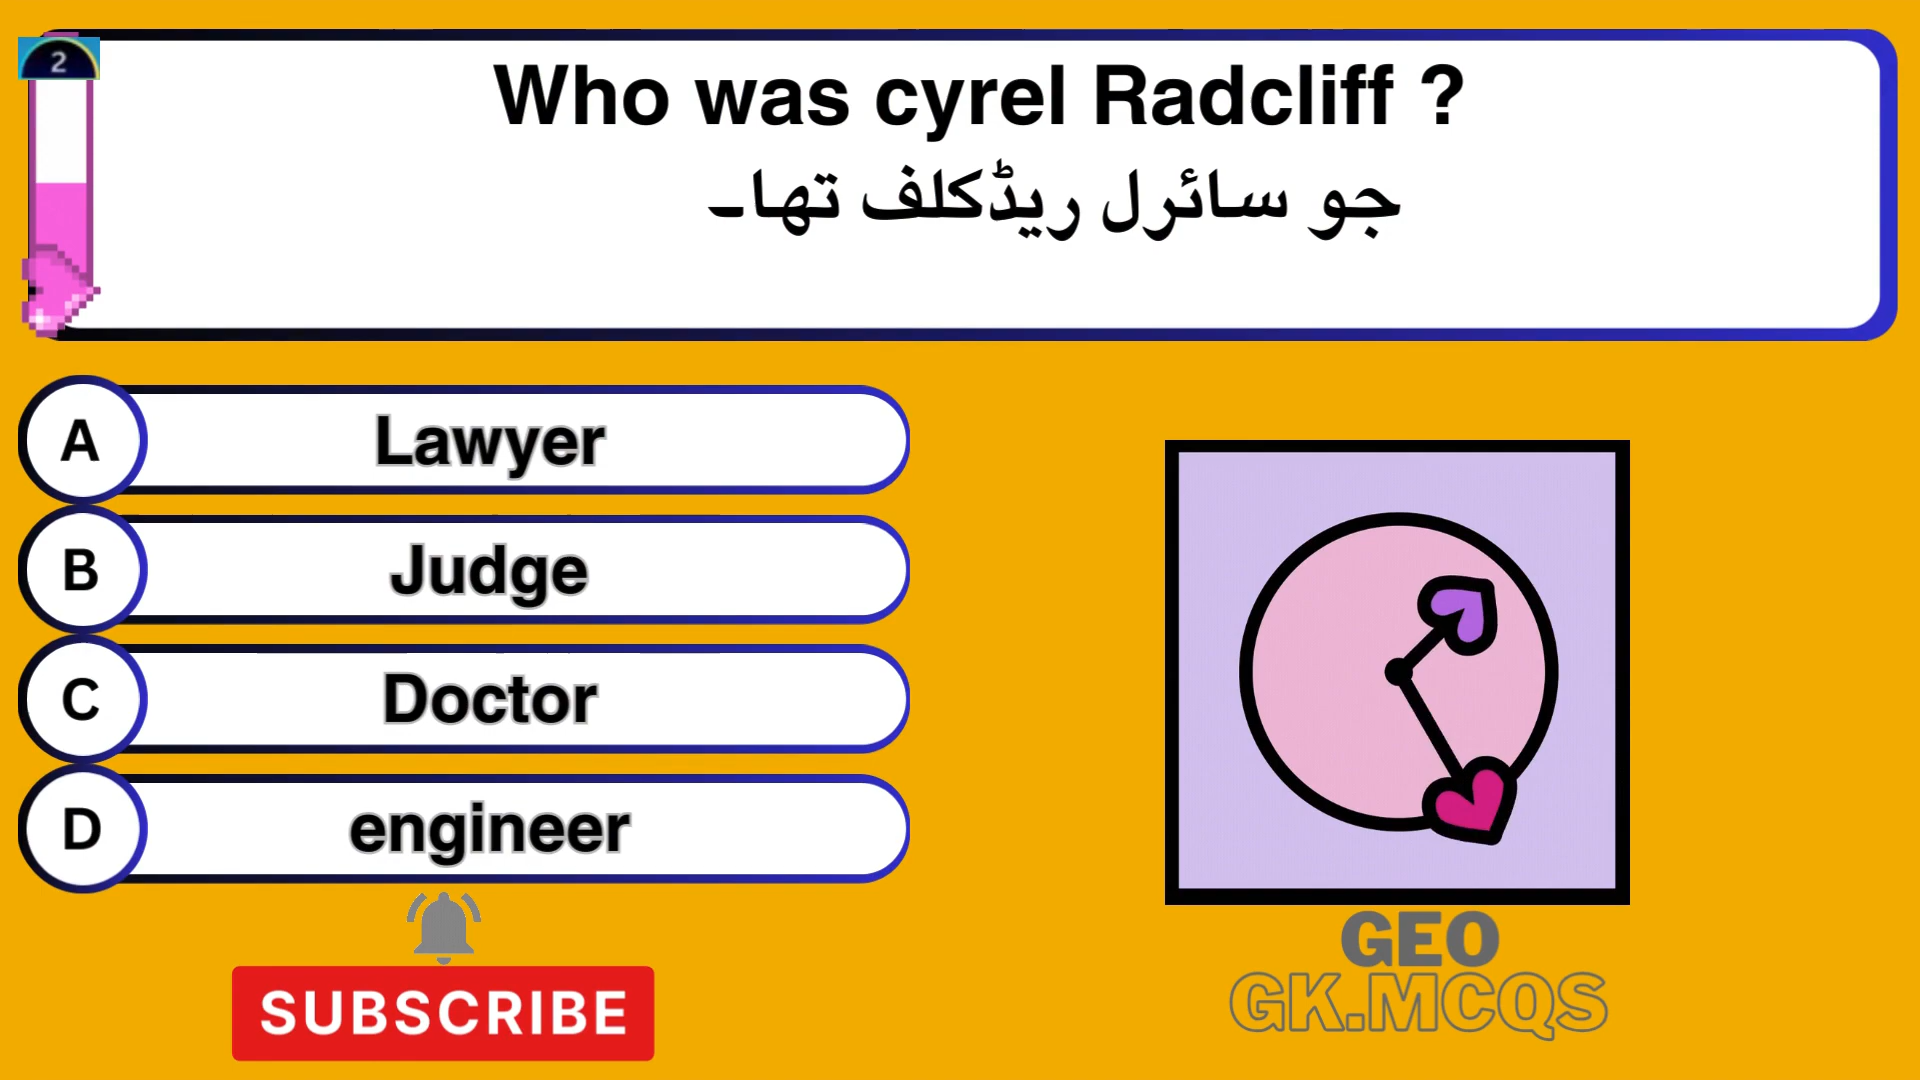 2
Who was cyrel Radcliff ?
جو سائرل ریڈکلف تھا۔
A
Lawyer
B
Judge
C
Doctor
D
engineer
SUBSCRIBE
GEO
GK.MCQS